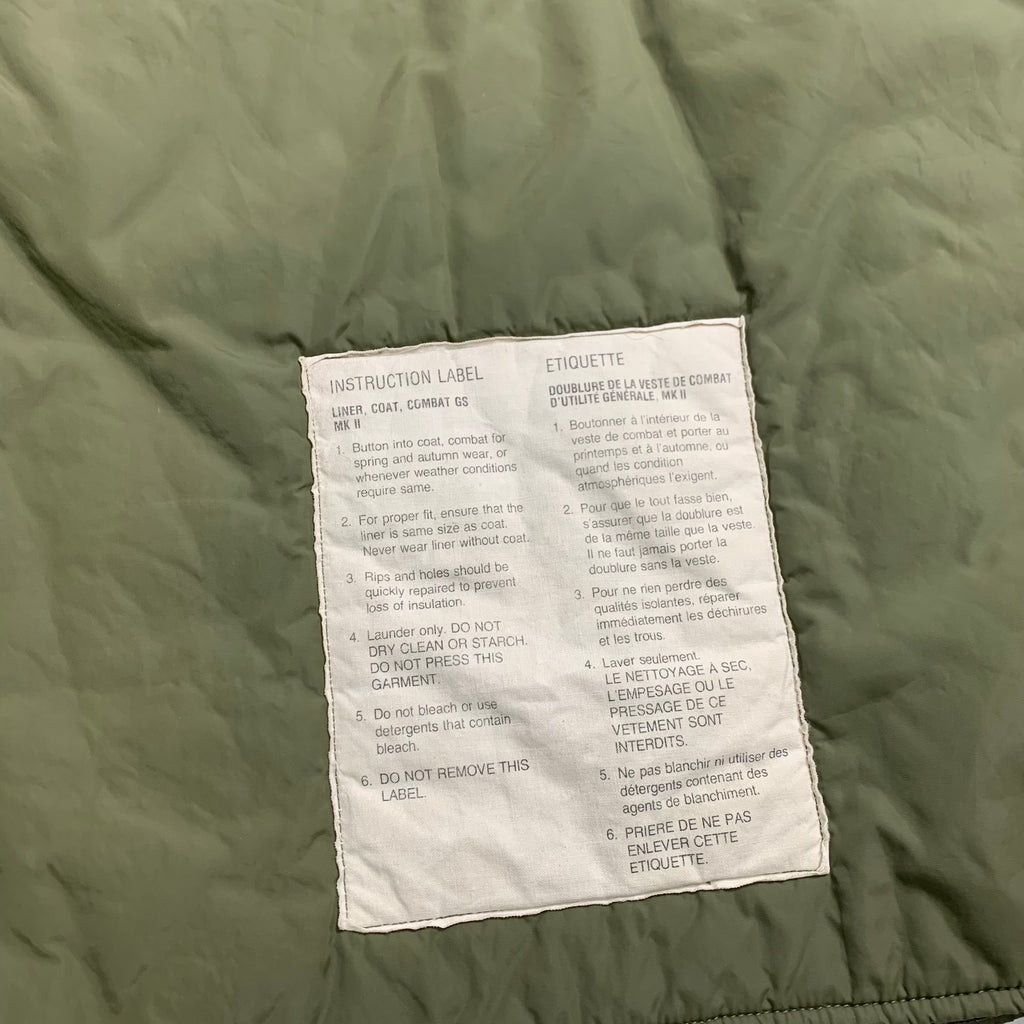 INSTRUCTION LABEL
LINER, COAT, COMBAT GS
MK II
1. Button into coat, combat for
spring and autumn wear, or
whenever weather conditions
require same.
2. For proper fit, ensure that the
liner is same size as coat.
Never wear liner without coat.
3. Rips and holes should be
quickly repaired to prevent
loss of insulation.
4. Launder only. DO NOT
DRY CLEAN OR STARCH.
DO NOT PRESS THIS
GARMENT.
5. Do not bleach or use
detergents that contain
bleach.
6. DO NOT REMOVE THIS
LABEL.
ETIQUETTE
DOUBLURE DE LA VESTE DE COMBAT
D'UTILITÉ GÉNÉRALE, MK II
1. Boutonner à l'intérieur de la
veste de combat et porter au
printemps et à l'automne, ou
quand les condition
atmosphériques l'exigent.
2. Pour que le tout fasse bien,
s'assurer que la doublure est
de la même taille que la veste.
Il ne faut jamais porter la
doublure sans la veste.
3. Pour ne rien perdre des
qualités isolantes, réparer
immédiatement les déchirures
et les trous.
4. Laver seulement.
LE NETTOYAGE À SEC,
L'EMPESAGE OU LE
PRESSAGE DE CE
VETEMENT SONT
INTERDITS.
5. Ne pas blanchir ni utiliser des
détergents contenant des
agents de blanchiment.
6. PRIERE DE NE PAS
ENLEVER CETTE
ETIQUETTE.